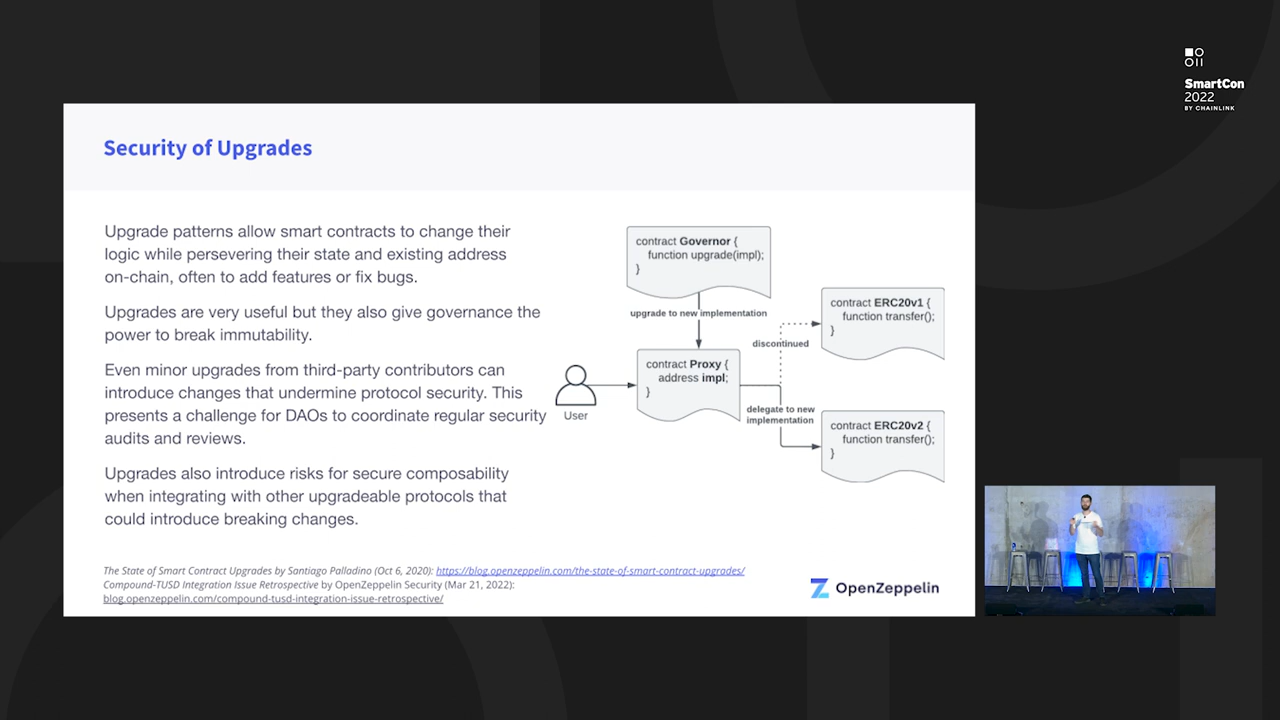 SmartCon
2022
BY CHAINLINK
Security of Upgrades
Upgrade patterns allow smart contracts to change their
logic while persevering their state and existing address
on-chain, often to add features or fix bugs.
Upgrades are very useful but they also give governance the
power to break immutability.
Even minor upgrades from third-party contributors can
introduce changes that undermine protocol security. This
presents a challenge for DAOs to coordinate regular security
audits and reviews.
Upgrades also introduce risks for secure composability
when integrating with other upgradeable protocols that
could introduce breaking changes.
contract Governor {
function upgrade(impl);
}
upgrade to new implementation
User
contract Proxy {
address impl;
}
discontinued
contract ERC20v1 {
function transfer();
}
delegate to new
implementation
contract ERC20v2 {
function transfer();
}
The State of Smart Contract Upgrades by Santiago Palladino (Oct 6, 2020): https://blog.openzeppelin.com/the-state-of-smart-contract-upgrades/
Compound-TUSD Integration Issue Retrospective by OpenZeppelin Security (Mar 21, 2022):
blog.openzeppelin.com/compound-tusd-integration-issue-retrospective/
OpenZeppelin